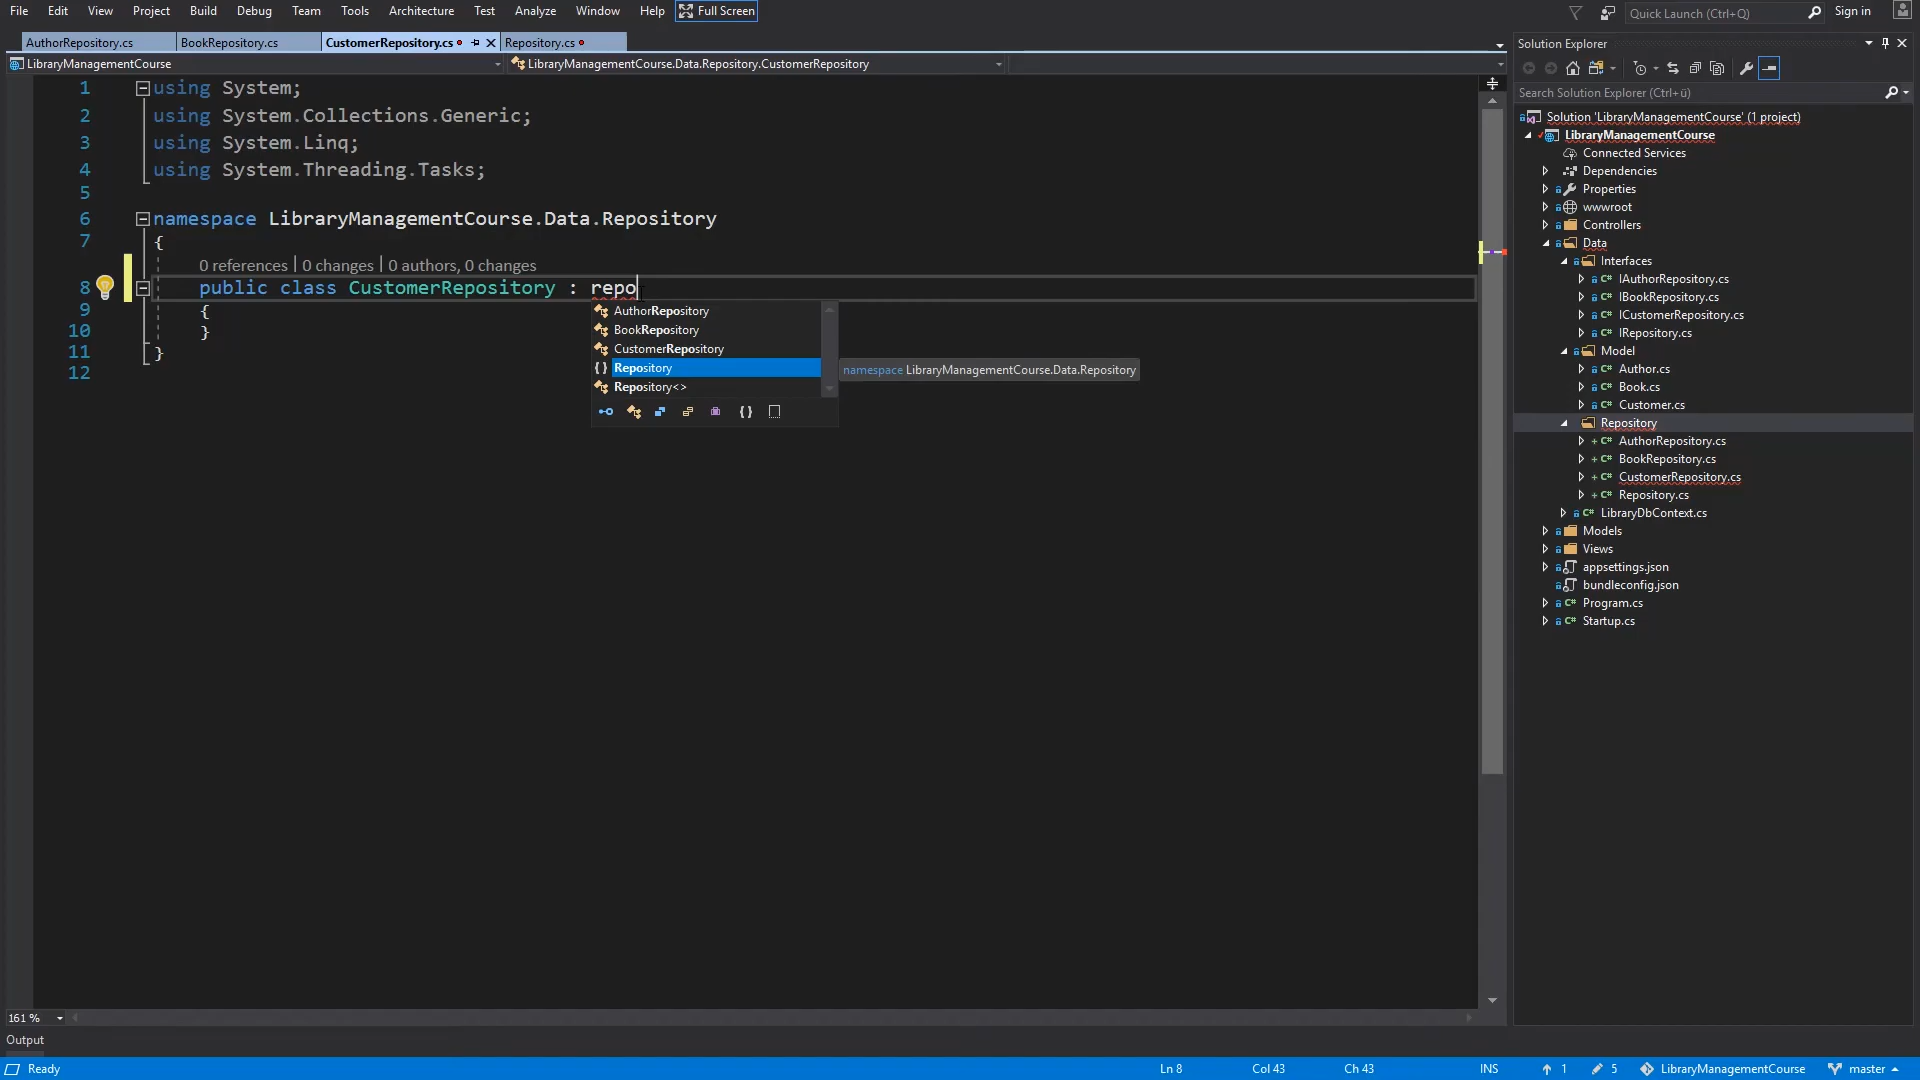 File Edit View Project Build Debug Team Tools Architecture Test Analyze Window Help Full Screen
Quick Launch (Ctrl+Q) Sign in
AuthorRepository.cs BookRepository.cs CustomerRepository.cs Repository.cs
LibraryManagementCourse LibraryManagementCourse.Data.Repository.CustomerRepository
1 using System;
2 using System.Collections.Generic;
3 using System.Linq;
4 using System.Threading.Tasks;
5
6 namespace LibraryManagementCourse.Data.Repository
7 {
0 references | 0 changes | 0 authors, 0 changes
8 public class CustomerRepository : repo
9 {
10 }
11 }
12
AuthorRepository
BookRepository
CustomerRepository
{} Repository
namespace LibraryManagementCourse.Data.Repository
Repository<>
{}
Solution Explorer
Search Solution Explorer (Ctrl+ü)
Solution 'LibraryManagementCourse' (1 project)
LibraryManagementCourse
Connected Services
Dependencies
Properties
wwwroot
Controllers
Data
Interfaces
C# IAuthorRepository.cs
C# IBookRepository.cs
C# ICustomerRepository.cs
C# IRepository.cs
Model
C# Author.cs
C# Book.cs
C# Customer.cs
Repository
+ C# AuthorRepository.cs
+ C# BookRepository.cs
+ C# CustomerRepository.cs
+ C# Repository.cs
C# LibraryDbContext.cs
Models
Views
appsettings.json
bundleconfig.json
C# Program.cs
C# Startup.cs
161 %
Output
Ready Ln 8 Col 43 Ch 43 INS 1 5 LibraryManagementCourse master